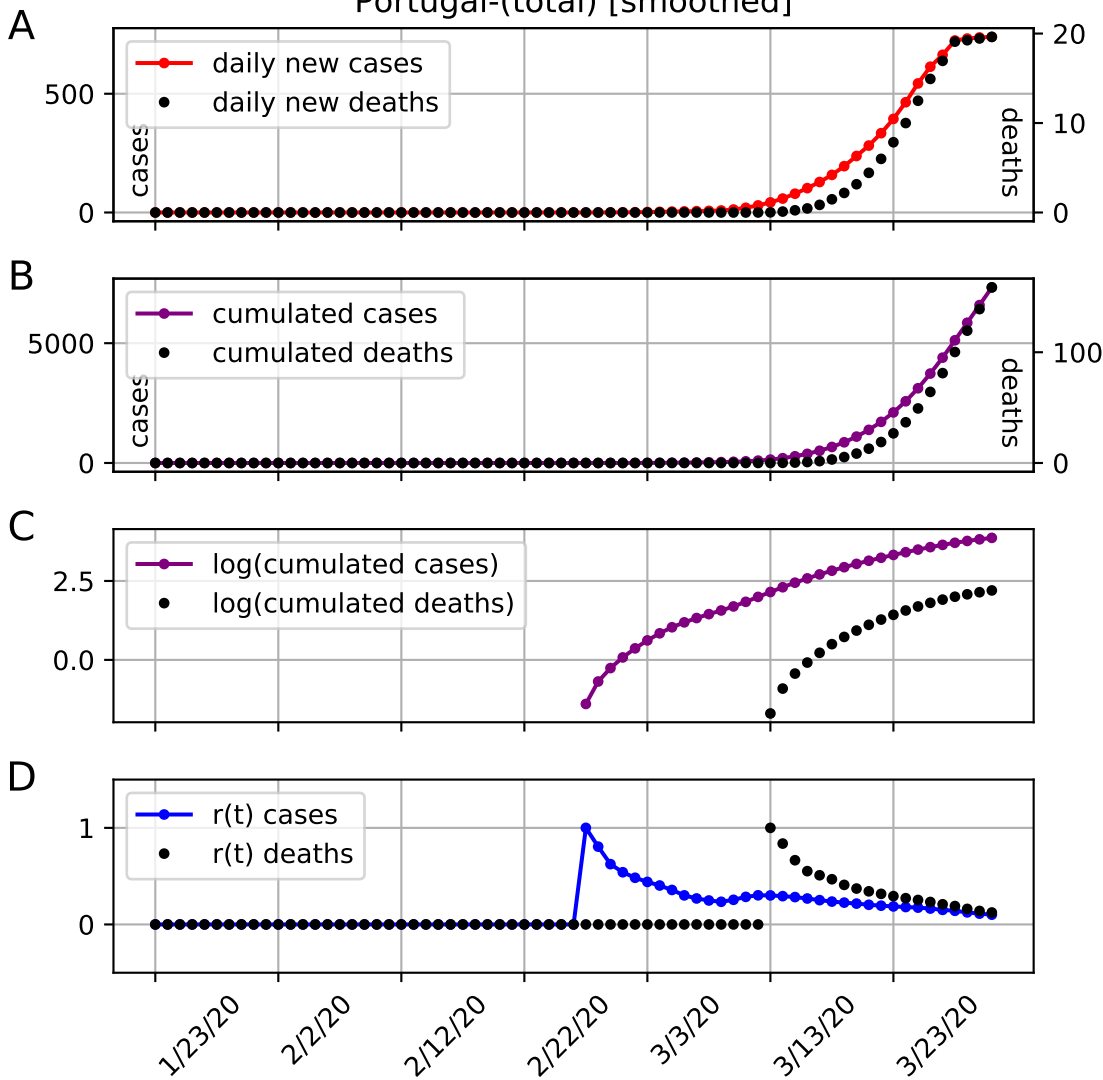 Portugal-(total) [smoothed]
A
daily new cases
daily new deaths
500
0
cases
20
10
0
deaths
B
cumulated cases
cumulated deaths
5000
0
cases
100
0
deaths
C
log(cumulated cases)
log(cumulated deaths)
2.5
0.0
D
r(t) cases
r(t) deaths
1
0
1/23/20
2/2/20
2/12/20
2/22/20
3/3/20
3/13/20
3/23/20